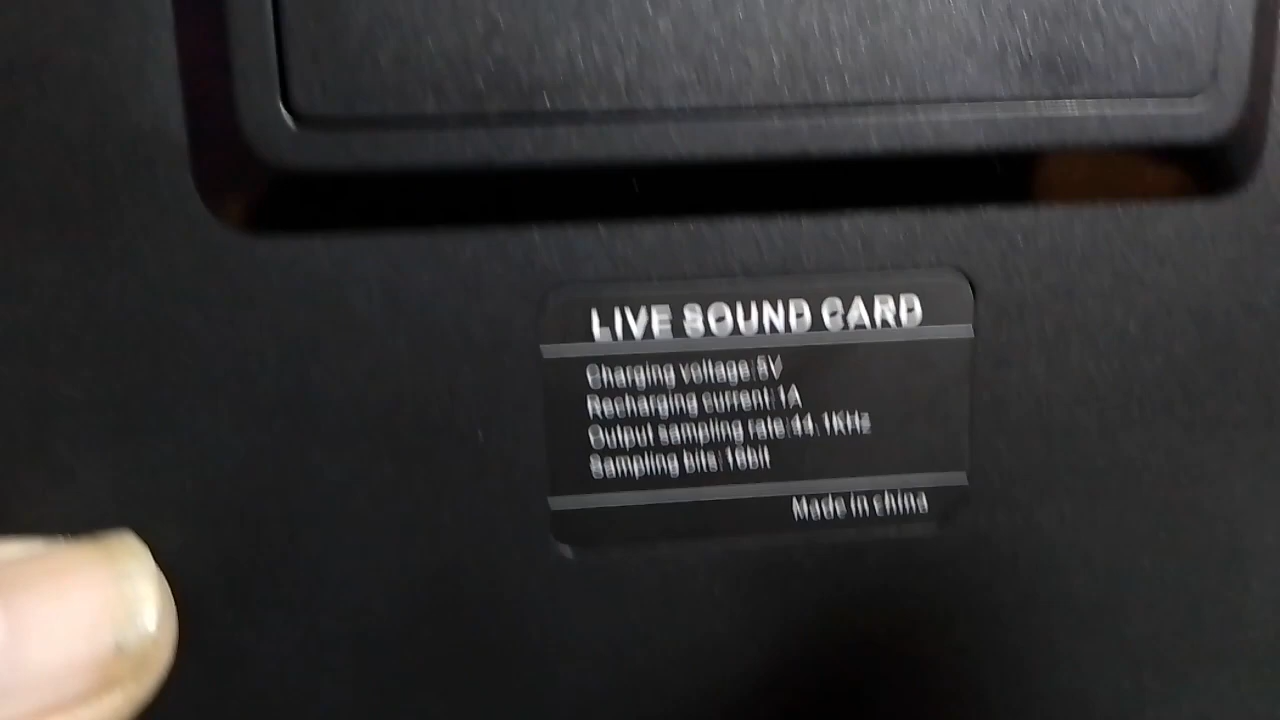 LIVE SOUND CARD
Charging voltage:5V
Recharging current:1A
Output sampling rate:44.1KHz
Sampling bits:16bit
Made in china